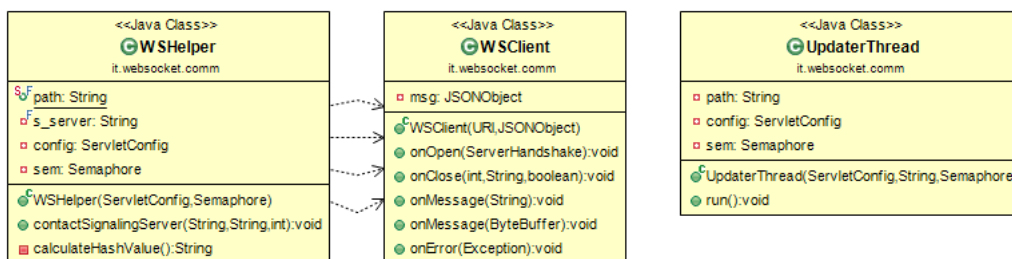 <<Java Class>>
WSHelper
it.websocket.comm
path: String
s_server: String
config: ServletConfig
sem: Semaphore
WSHelper(ServletConfig,Semaphore)
contactSignalingServer(String,String,int):void
calculateHashValue():String
<<Java Class>>
WSClient
it.websocket.comm
msg: JSONObject
WSClient(URI,JSONObject)
onOpen(ServerHandshake):void
onClose(int,String,boolean):void
onMessage(String):void
onMessage(ByteBuffer):void
onError(Exception):void
<<Java Class>>
UpdaterThread
it.websocket.comm
path: String
config: ServletConfig
sem: Semaphore
UpdaterThread(ServletConfig,String,Semaphore
run():void